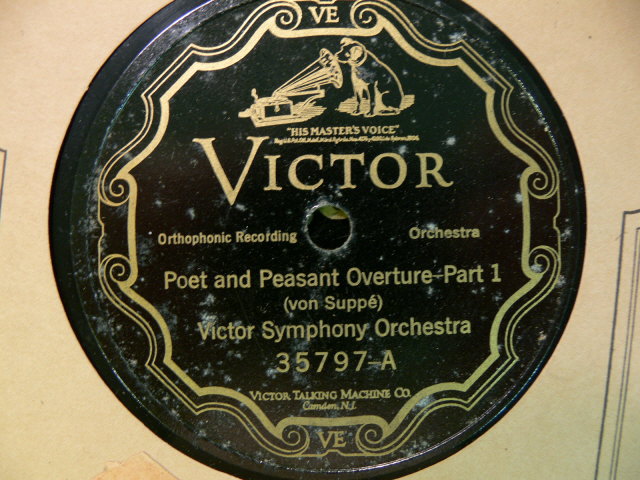 VE
"HIS MASTER'S VOICE"
VICTOR
Orthophonic Recording
Orchestra
Poet and Peasant Overture-Part 1
(von Suppé)
Victor Symphony Orchestra
35797-A
VICTOR TALKING MACHINE CO.
Camden, N.J.
VE